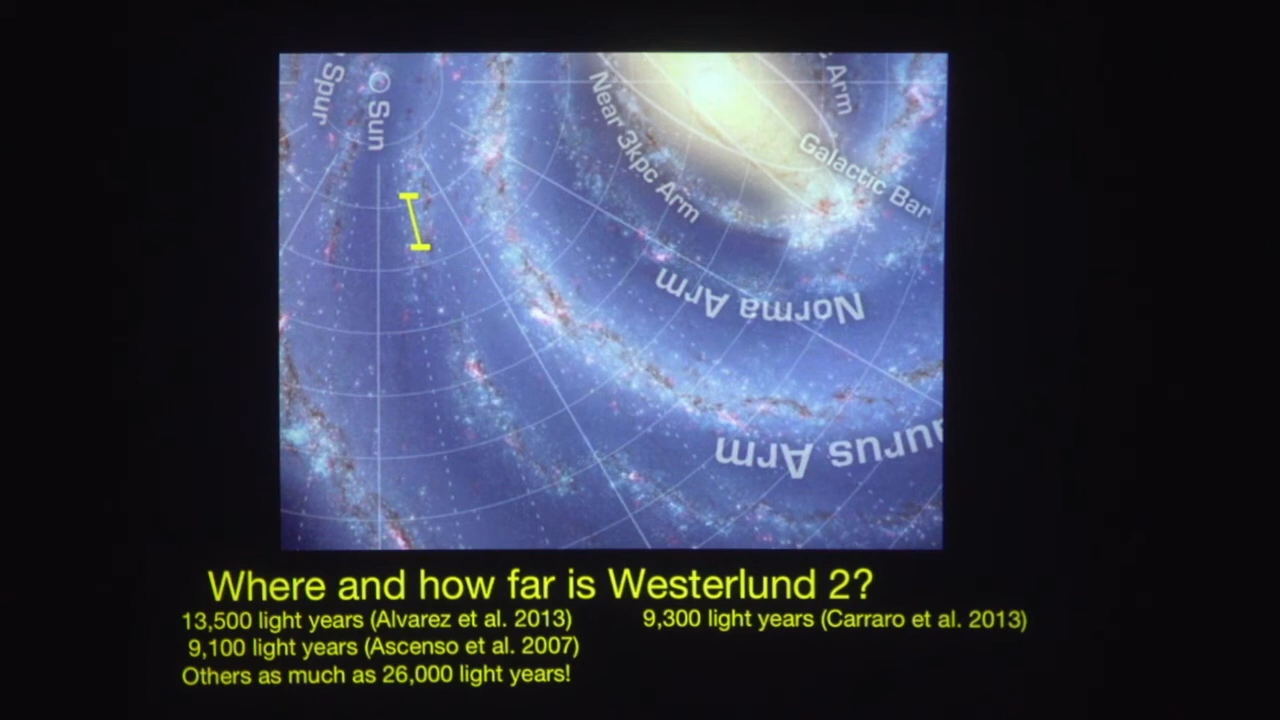 Spur
Sun
Near 3kpc Arm
Arm
Galactic Bar
Norma Arm
Arm
Where and how far is Westerlund 2?
13,500 light years (Alvarez et al. 2013)
9,300 light years (Carraro et al. 2013)
9,100 light years (Ascenso et al. 2007)
Others as much as 26,000 light years!